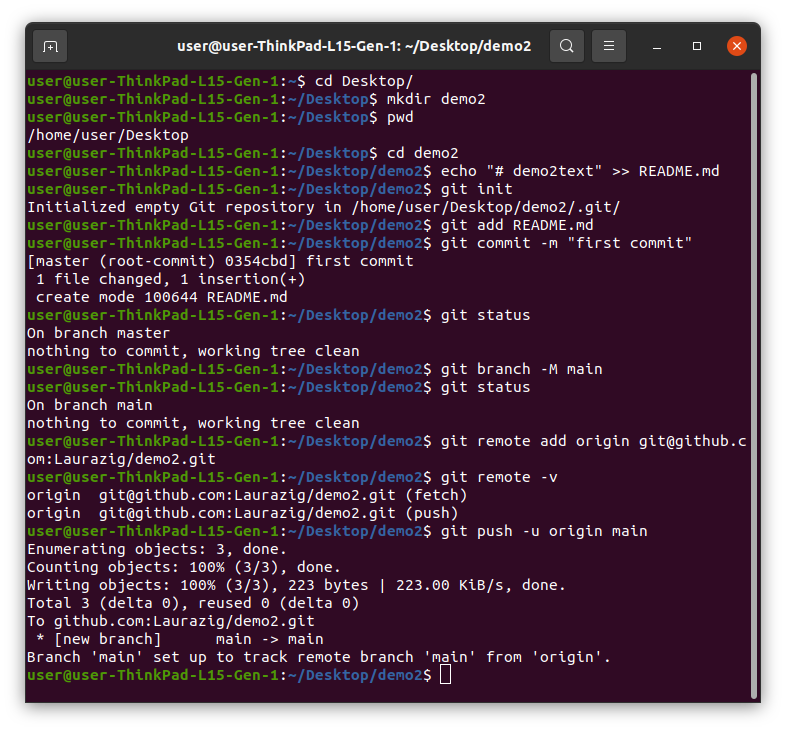 user@user-ThinkPad-L15-Gen-1: ~/Desktop/demo2
user@user-ThinkPad-L15-Gen-1:~$ cd Desktop/
user@user-ThinkPad-L15-Gen-1:~/Desktop$ mkdir demo2
user@user-ThinkPad-L15-Gen-1:~/Desktop$ pwd
/home/user/Desktop
user@user-ThinkPad-L15-Gen-1:~/Desktop$ cd demo2
user@user-ThinkPad-L15-Gen-1:~/Desktop/demo2$ echo "# demo2text" >> README.md
user@user-ThinkPad-L15-Gen-1:~/Desktop/demo2$ git init
Initialized empty Git repository in /home/user/Desktop/demo2/.git/
user@user-ThinkPad-L15-Gen-1:~/Desktop/demo2$ git add README.md
user@user-ThinkPad-L15-Gen-1:~/Desktop/demo2$ git commit -m "first commit"
[master (root-commit) 0354cbd] first commit
 1 file changed, 1 insertion(+)
 create mode 100644 README.md
user@user-ThinkPad-L15-Gen-1:~/Desktop/demo2$ git status
On branch master
nothing to commit, working tree clean
user@user-ThinkPad-L15-Gen-1:~/Desktop/demo2$ git branch -M main
user@user-ThinkPad-L15-Gen-1:~/Desktop/demo2$ git status
On branch main
nothing to commit, working tree clean
user@user-ThinkPad-L15-Gen-1:~/Desktop/demo2$ git remote add origin git@github.c
om:Laurazig/demo2.git
user@user-ThinkPad-L15-Gen-1:~/Desktop/demo2$ git remote -v
origin  git@github.com:Laurazig/demo2.git (fetch)
origin  git@github.com:Laurazig/demo2.git (push)
user@user-ThinkPad-L15-Gen-1:~/Desktop/demo2$ git push -u origin main
Enumerating objects: 3, done.
Counting objects: 100% (3/3), done.
Writing objects: 100% (3/3), 223 bytes | 223.00 KiB/s, done.
Total 3 (delta 0), reused 0 (delta 0)
To github.com:Laurazig/demo2.git
 * [new branch]      main -> main
Branch 'main' set up to track remote branch 'main' from 'origin'.
user@user-ThinkPad-L15-Gen-1:~/Desktop/demo2$